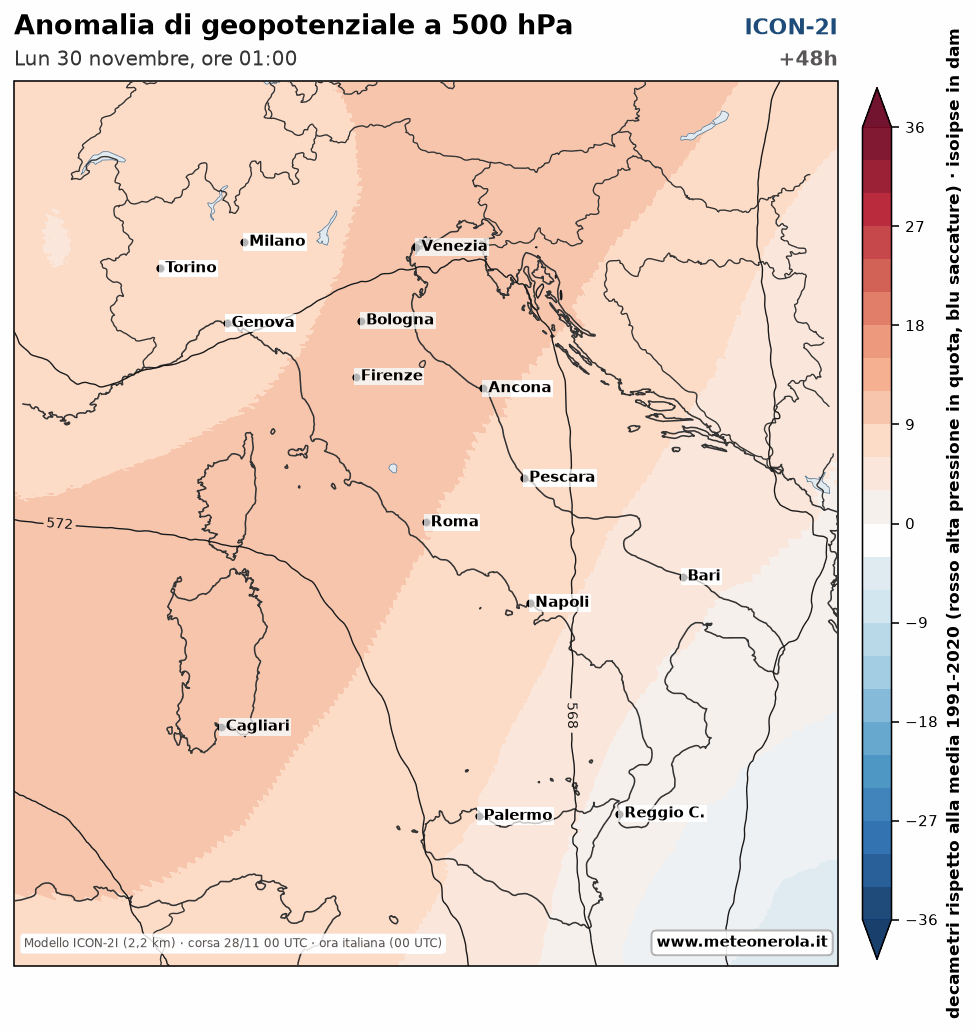 Anomalia di geopotenziale a 500 hPa
ICON-2I
Lun 30 novembre, ore 01:00
+48h
Milano
Torino
Venezia
Genova
Bologna
Firenze
Ancona
Pescara
572
Roma
Bari
Napoli
568
Cagliari
Palermo
Reggio C.
Modello ICON-2I (2,2 km) · corsa 28/11 00 UTC · ora italiana (00 UTC)
www.meteonerola.it
36
27
18
9
0
−9
−18
−27
−36
decametri rispetto alla media 1991-2020 (rosso alta pressione in quota, blu saccature) · isoipse in dam